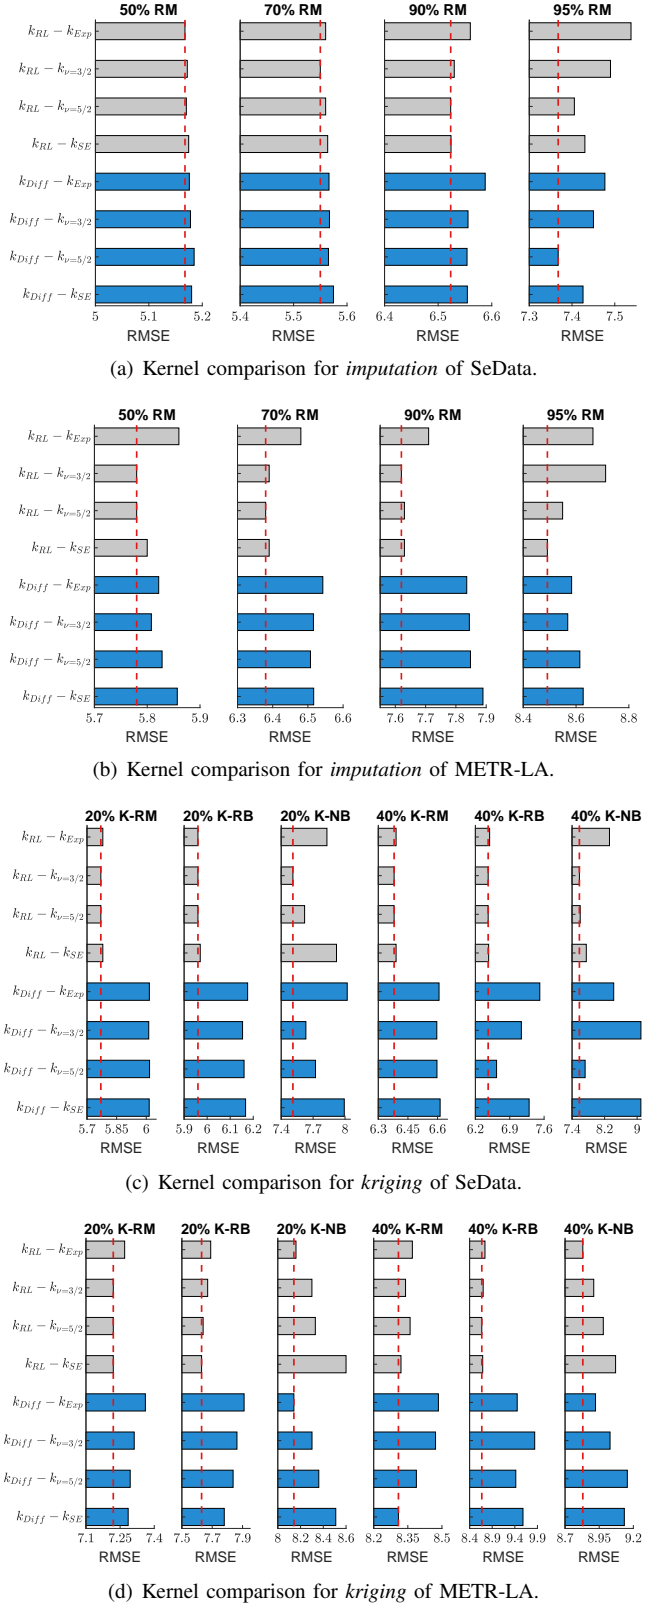 50% RM 70% RM 90% RM 95% RM
k_RL − k_Exp
k_RL − k_ν=3/2
k_RL − k_ν=5/2
k_RL − k_SE
k_Diff − k_Exp
k_Diff − k_ν=3/2
k_Diff − k_ν=5/2
k_Diff − k_SE
5 5.1 5.2 5.4 5.5 5.6 6.4 6.5 6.6 7.3 7.4 7.5
RMSE RMSE RMSE RMSE
(a) Kernel comparison for imputation of SeData.
50% RM 70% RM 90% RM 95% RM
k_RL − k_Exp
k_RL − k_ν=3/2
k_RL − k_ν=5/2
k_RL − k_SE
k_Diff − k_Exp
k_Diff − k_ν=3/2
k_Diff − k_ν=5/2
k_Diff − k_SE
5.7 5.8 5.9 6.3 6.4 6.5 6.6 7.6 7.7 7.8 7.9 8.4 8.6 8.8
RMSE RMSE RMSE RMSE
(b) Kernel comparison for imputation of METR-LA.
20% K-RM 20% K-RB 20% K-NB 40% K-RM 40% K-RB 40% K-NB
k_RL − k_Exp
k_RL − k_ν=3/2
k_RL − k_ν=5/2
k_RL − k_SE
k_Diff − k_Exp
k_Diff − k_ν=3/2
k_Diff − k_ν=5/2
k_Diff − k_SE
5.7 5.85 6 5.9 6 6.1 6.2 7.4 7.7 8 6.3 6.45 6.6 6.2 6.9 7.6 7.4 8.2 9
RMSE RMSE RMSE RMSE RMSE RMSE
(c) Kernel comparison for kriging of SeData.
20% K-RM 20% K-RB 20% K-NB 40% K-RM 40% K-RB 40% K-NB
k_RL − k_Exp
k_RL − k_ν=3/2
k_RL − k_ν=5/2
k_RL − k_SE
k_Diff − k_Exp
k_Diff − k_ν=3/2
k_Diff − k_ν=5/2
k_Diff − k_SE
7.1 7.25 7.4 7.5 7.7 7.9 8 8.2 8.4 8.6 8.2 8.35 8.5 8.4 8.9 9.4 9.9 8.7 8.95 9.2
RMSE RMSE RMSE RMSE RMSE RMSE
(d) Kernel comparison for kriging of METR-LA.